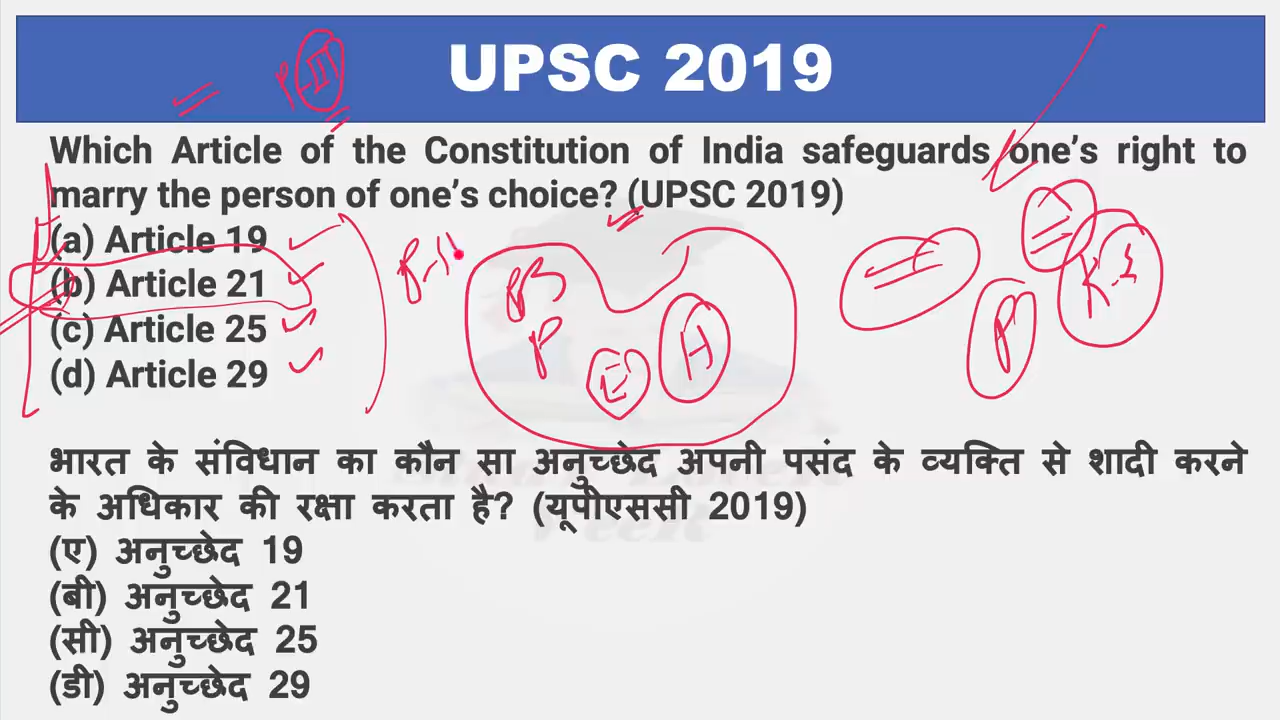 UPSC 2019
P-III
Which Article of the Constitution of India safeguards one's right to
marry the person of one's choice? (UPSC 2019)
(a) Article 19
(b) Article 21
(c) Article 25
(d) Article 29
P
E
A
P
भारत के संविधान का कौन सा अनुच्छेद अपनी पसंद के व्यक्ति से शादी करने
के अधिकार की रक्षा करता है? (यूपीएससी 2019)
(ए) अनुच्छेद 19
(बी) अनुच्छेद 21
(सी) अनुच्छेद 25
(डी) अनुच्छेद 29